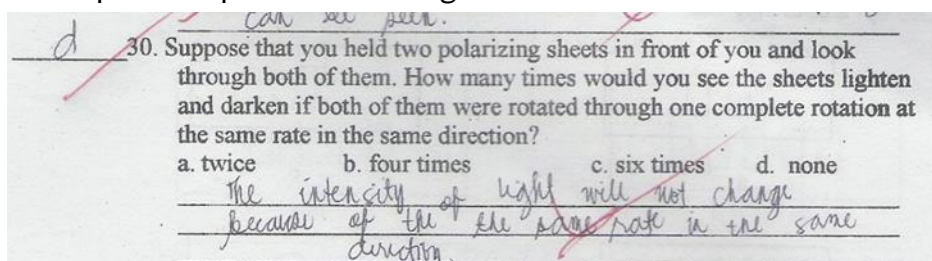 can be seen.
d 30. Suppose that you held two polarizing sheets in front of you and look
through both of them. How many times would you see the sheets lighten
and darken if both of them were rotated through one complete rotation at
the same rate in the same direction?
a. twice b. four times c. six times d. none
The intensity of light will not change
because of the the same rate in the same
direction.